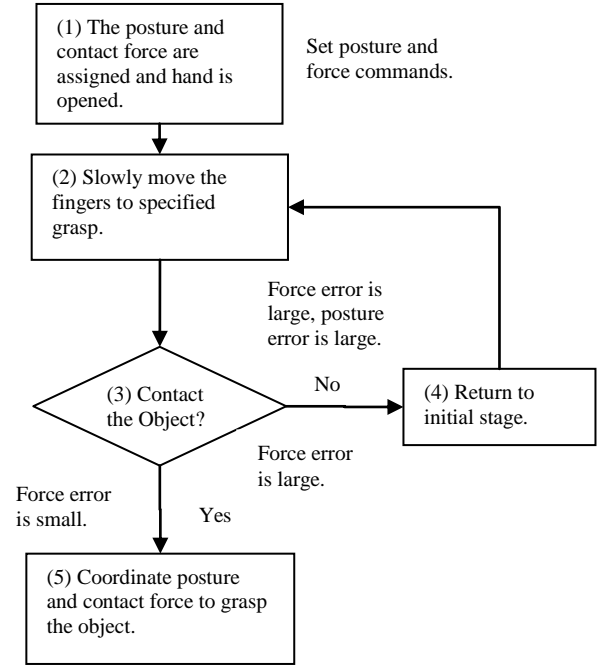 (1) The posture and
contact force are
assigned and hand is
opened.
Set posture and
force commands.
(2) Slowly move the
fingers to specified
grasp.
Force error is
large, posture
error is large.
(3) Contact
the Object?
No
(4) Return to
initial stage.
Force error
is large.
Force error
is small.
Yes
(5) Coordinate posture
and contact force to grasp
the object.